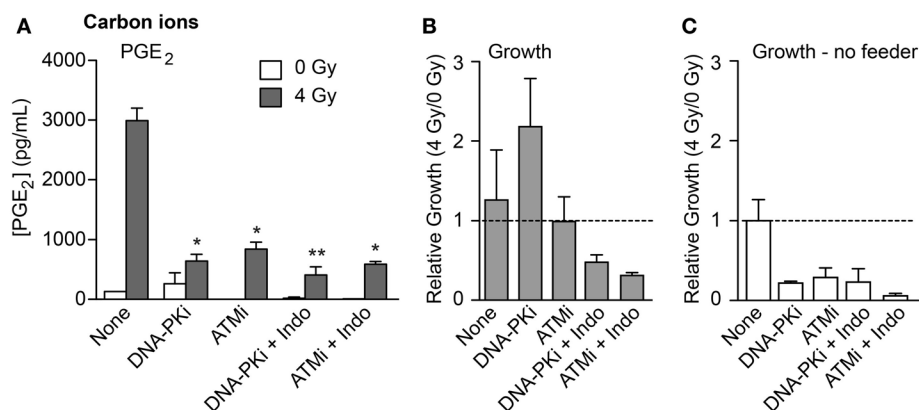 Carbon ions
A
PGE2
0 Gy
4 Gy
[PGE2] (pg/mL)
4000
3000
2000
1000
0
*
*
**
*
None
DNA-PKi
ATMi
DNA-PKi + Indo
ATMi + Indo
B
Growth
Relative Growth (4 Gy/0 Gy)
3
2
1
0
None
DNA-PKi
ATMi
DNA-PKi + Indo
ATMi + Indo
C
Growth - no feeder
Relative Growth (4 Gy/0 Gy)
3
2
1
0
None
DNA-PKi
ATMi
DNA-PKi + Indo
ATMi + Indo